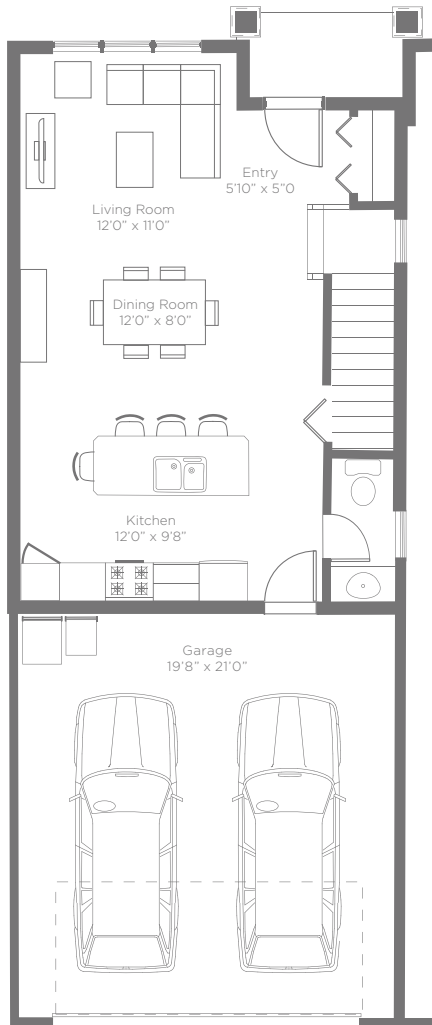 Entry
5'10” x 5”0
Living Room
12'0” x 11'0”
Dining Room
12'0” x 8'0”
Kitchen
12'0” x 9'8”
Garage
19'8” x 21'0”